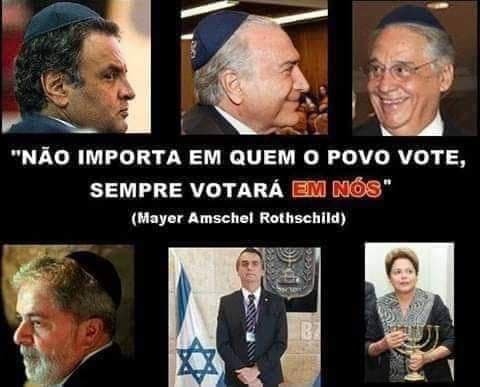 "NÃO IMPORTA EM QUEM O POVO VOTE,
SEMPRE VOTARÁ EM NÓS"
(Mayer Amschel Rothschild)